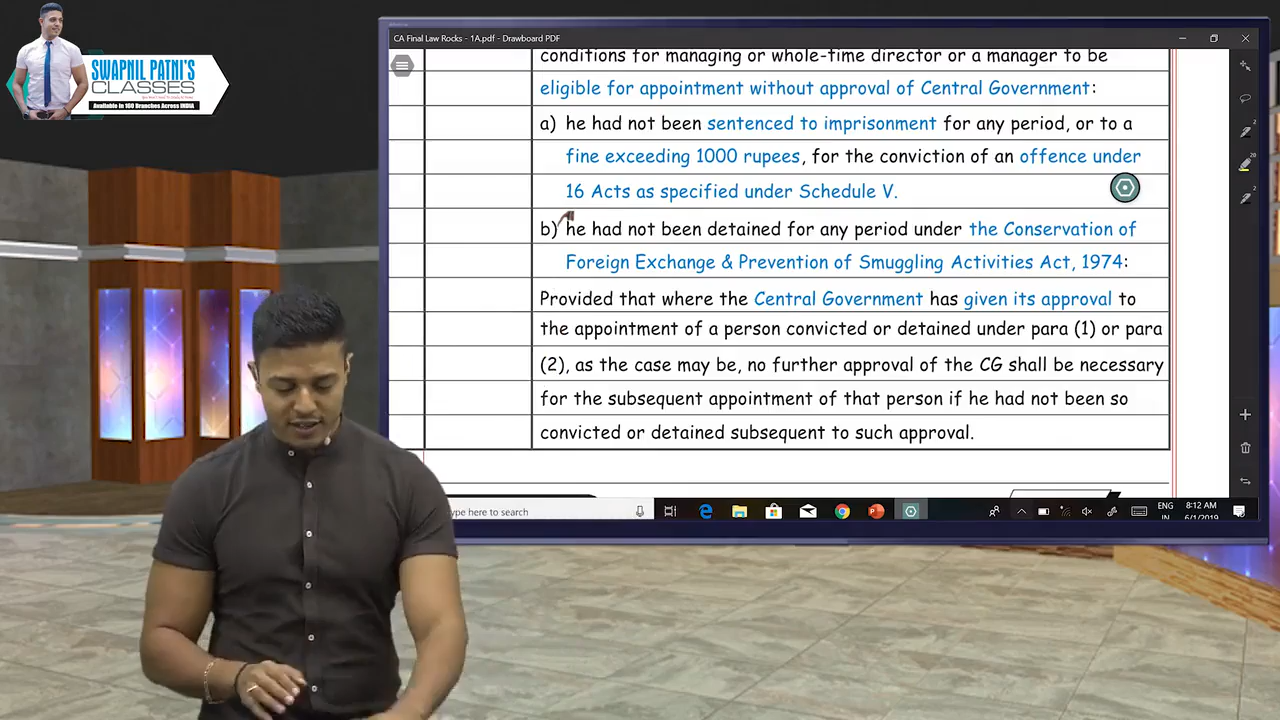 SWAPNIL PATNI'S
CLASSES
Available in 100 Branches Across INDIA
CA Final Law Rocks - 1A.pdf - Drawboard PDF
conditions for managing or whole-time director or a manager to be
eligible for appointment without approval of Central Government:
a) he had not been sentenced to imprisonment for any period, or to a
fine exceeding 1000 rupees, for the conviction of an offence under
16 Acts as specified under Schedule V.
b) he had not been detained for any period under the Conservation of
Foreign Exchange & Prevention of Smuggling Activities Act, 1974:
Provided that where the Central Government has given its approval to
the appointment of a person convicted or detained under para (1) or para
(2), as the case may be, no further approval of the CG shall be necessary
for the subsequent appointment of that person if he had not been so
convicted or detained subsequent to such approval.
ype here to search
ENG
IN
8:12 AM
6/1/2019